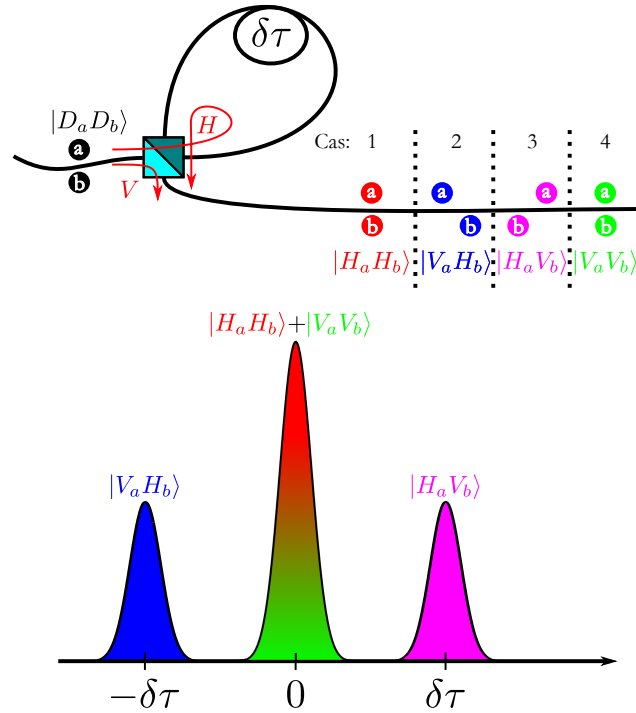 δτ
|D_aD_b⟩
a
b
H
V
Cas: 1 2 3 4
a a a a
b b b b
|H_aH_b⟩ |V_aH_b⟩ |H_aV_b⟩ |V_aV_b⟩
|H_aH_b⟩+|V_aV_b⟩
|V_aH_b⟩ |H_aV_b⟩
−δτ 0 δτ